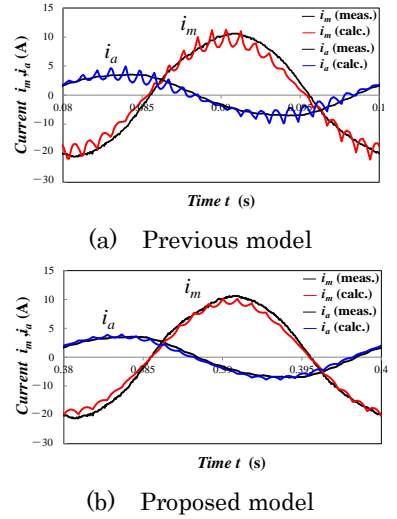 Current i_m,i_a (A)
15
10
5
0
−5
−10
−20
−30
i_a
i_m
i_m (meas.)
i_m (calc.)
i_a (meas.)
i_a (calc.)
0.08 0.085 0.09 0.095 0.1
Time t (s)
(a) Previous model
Current i_m,i_a (A)
15
10
5
0
−10
−20
30
i_a
i_m
i_m (meas.)
i_m (calc.)
i_a (meas.)
i_a (calc.)
0.38 0.385 0.39 0.395 0.4
Time t (s)
(b) Proposed model